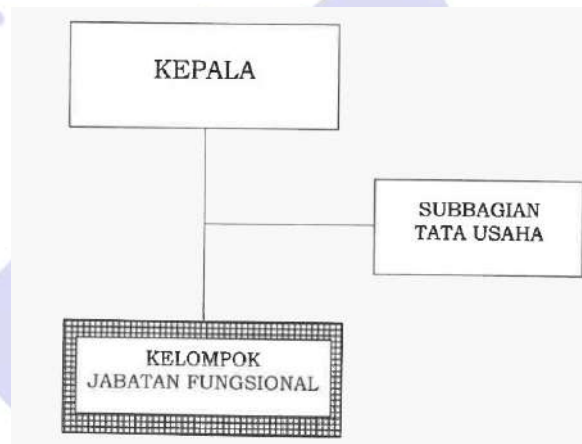 KEPALA
SUBBAGIAN
TATA USAHA
KELOMPOK
JABATAN FUNGSIONAL